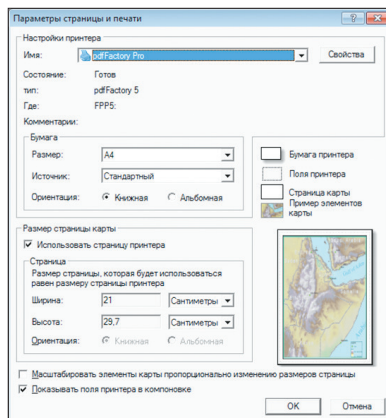 Параметры страницы и печати
Настройки принтера
Имя: pdfFactory Pro Свойства
Состояние: Готов
тип: pdfFactory 5
Где: FPP5:
Комментарии:
Бумага
Размер: A4
Источник: Стандартный
Ориентация: Книжная Альбомная
Бумага принтера
Поля принтера
Страница карты
Пример элементов
карты
Размер страницы карты
Использовать страницу принтера
Страница
Размер страницы, которая будет использоваться
равен размеру страницы принтера
Ширина: 21 Сантиметры
Высота: 29,7 Сантиметры
Ориентация: Книжная Альбомная
Масштабировать элементы карты пропорционально изменению размеров страницы
Показывать поля принтера в компоновке
OK Отмена